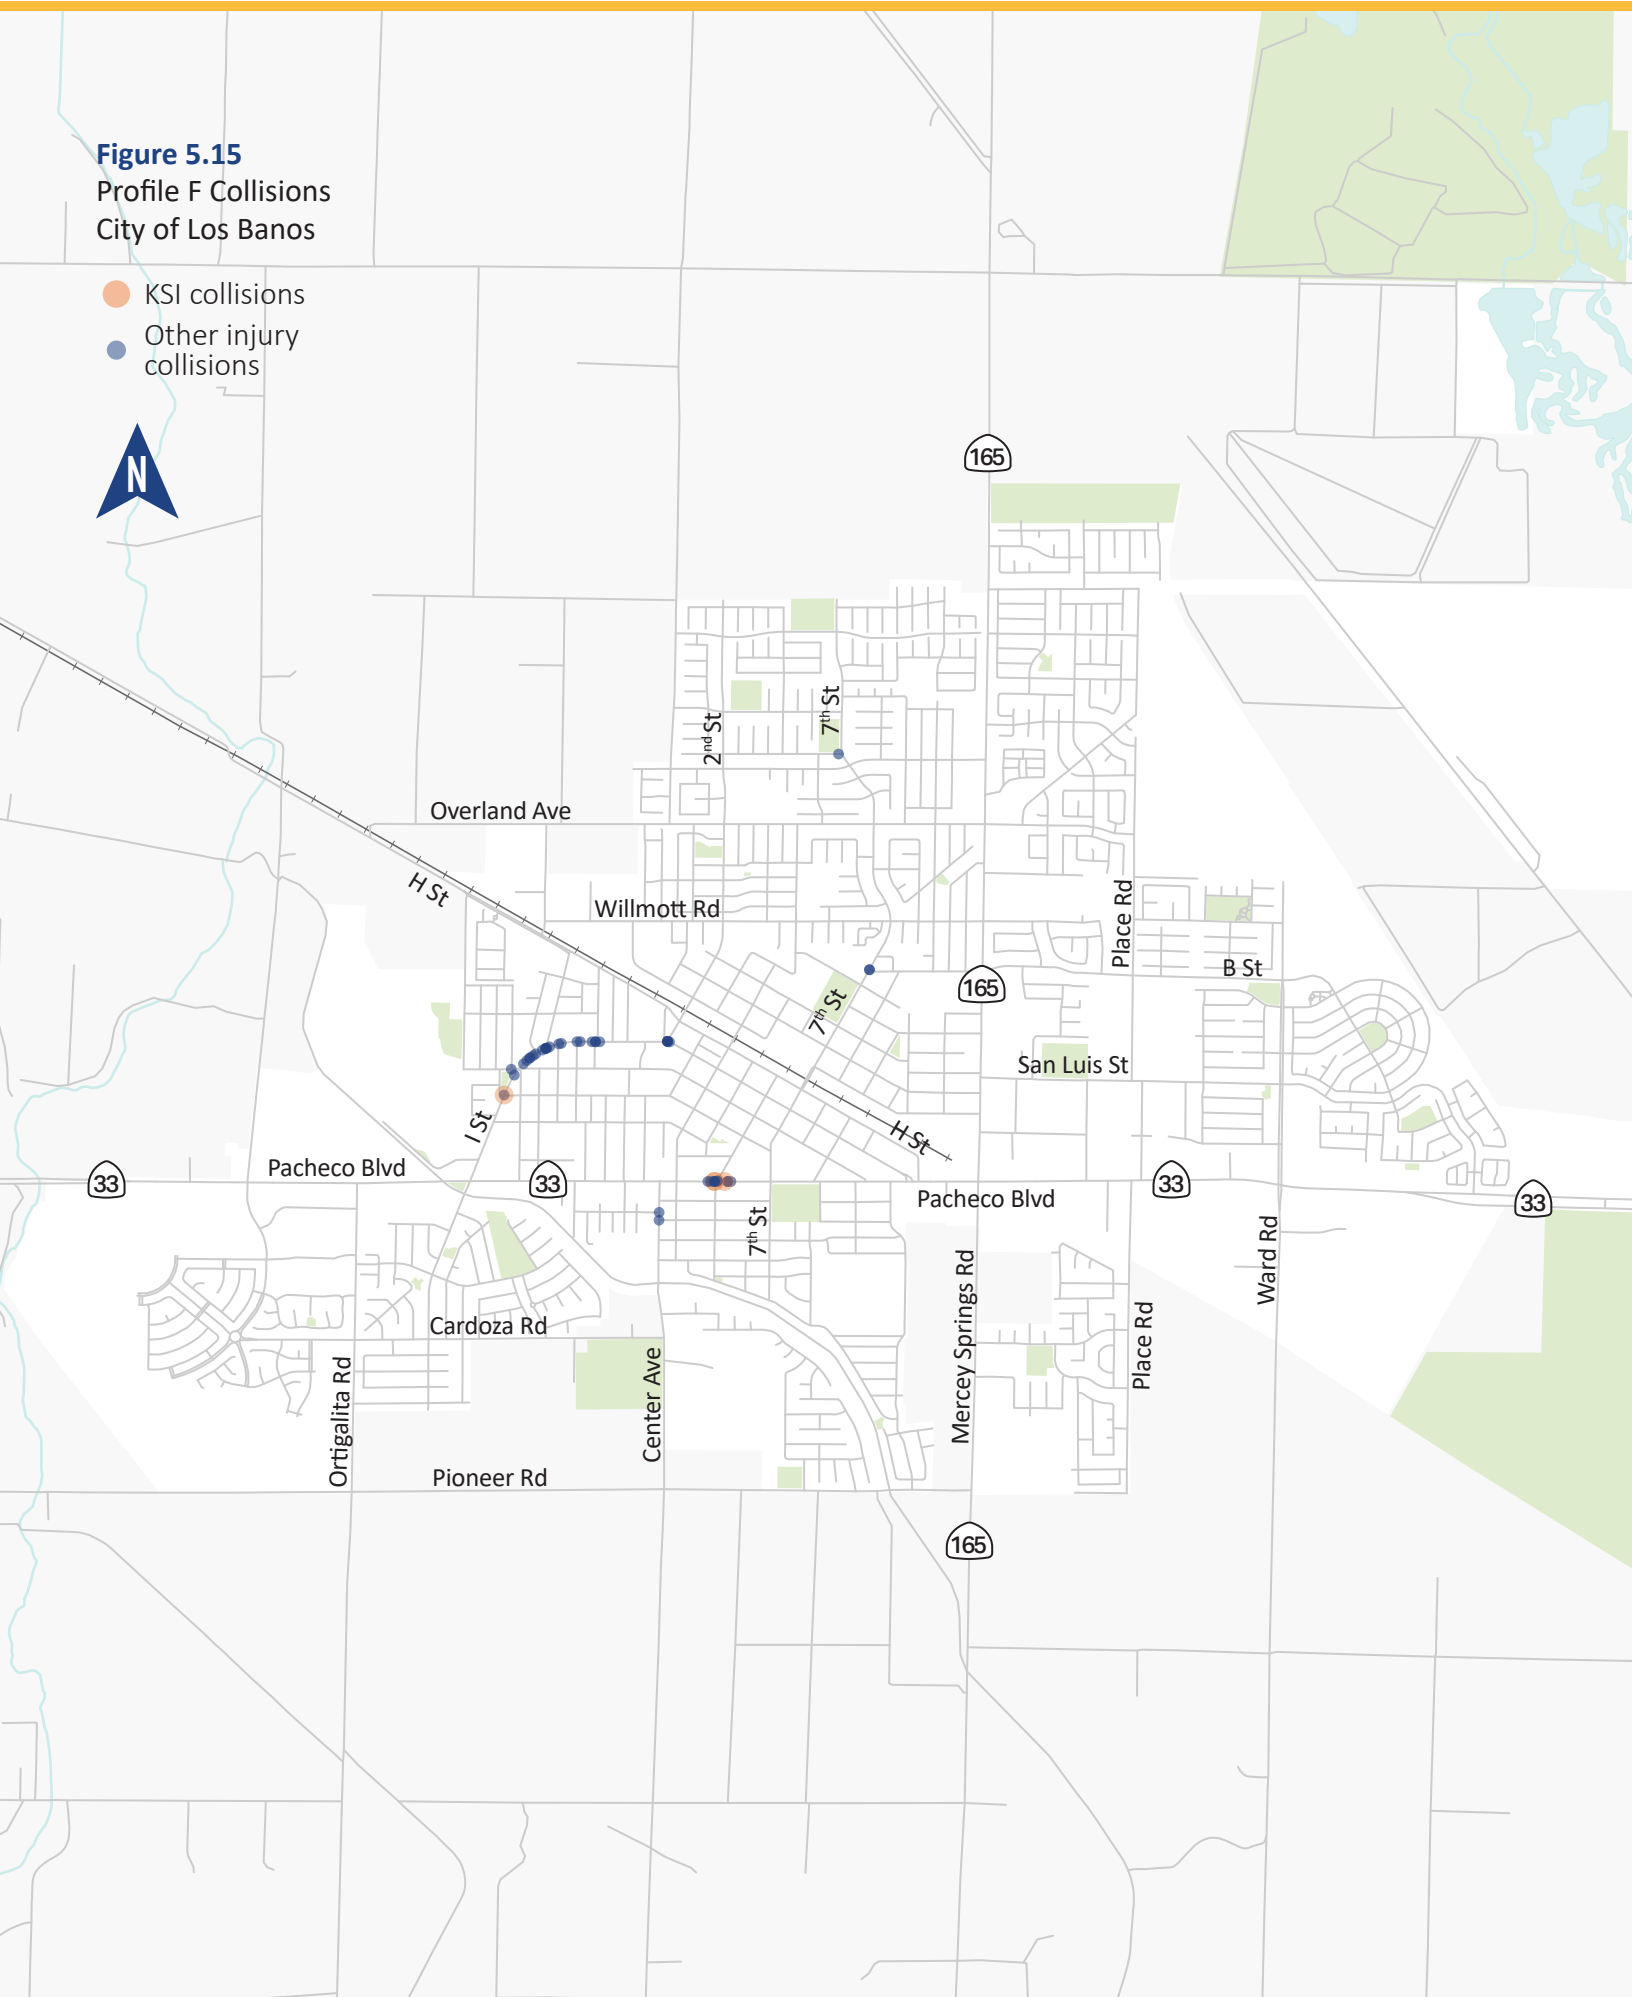 Figure 5.15
Profile F Collisions
City of Los Banos
KSI collisions
Other injury
collisions
N
165
2nd St
7th St
Overland Ave
H St
Willmott Rd
Place Rd
B St
165
7th St
San Luis St
I St
H St
Pacheco Blvd
33
33
33
Pacheco Blvd
33
7th St
Ward Rd
Mercey Springs Rd
Place Rd
Cardoza Rd
Center Ave
Ortigalita Rd
Pioneer Rd
165